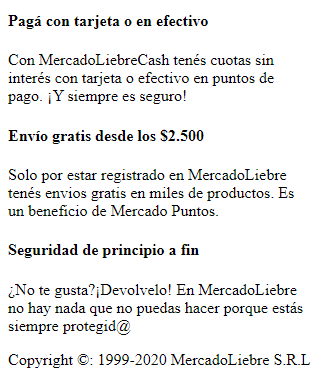 Pagá con tarjeta o en efectivo
Con MercadoLiebreCash tenés cuotas sin
interés con tarjeta o efectivo en puntos de
pago. ¡Y siempre es seguro!
Envío gratis desde los $2.500
Solo por estar registrado en MercadoLiebre
tenés envios gratis en miles de productos. Es
un beneficio de Mercado Puntos.
Seguridad de principio a fin
¿No te gusta?¡Devolvelo! En MercadoLiebre
no hay nada que no puedas hacer porque estás
siempre protegid@
Copyright ©: 1999-2020 MercadoLiebre S.R.L